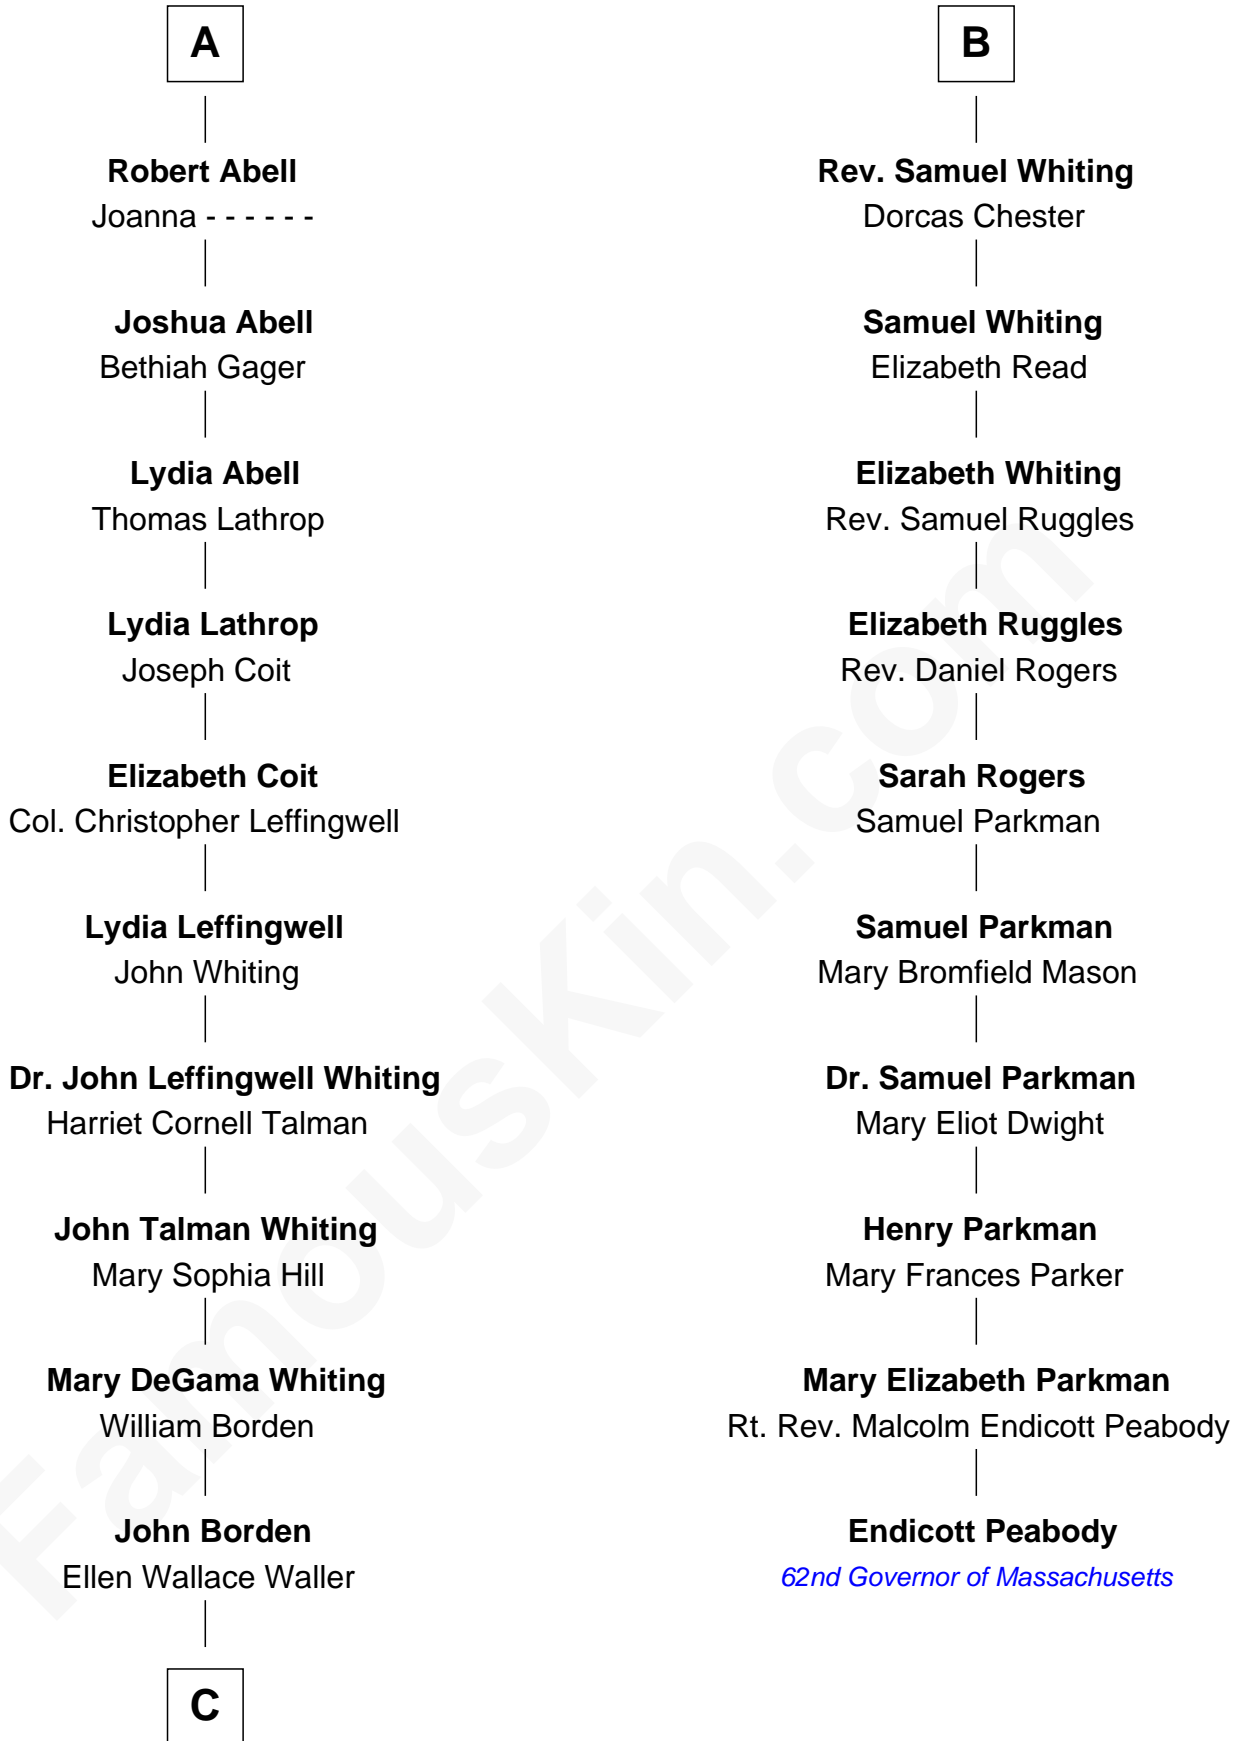 A
Robert Abell
Joanna - - - - - -
Joshua Abell
Bethiah Gager
Lydia Abell
Thomas Lathrop
Lydia Lathrop
Joseph Coit
Elizabeth Coit
Col. Christopher Leffingwell
Lydia Leffingwell
John Whiting
Dr. John Leffingwell Whiting
Harriet Cornell Talman
John Talman Whiting
Mary Sophia Hill
Mary DeGama Whiting
William Borden
John Borden
Ellen Wallace Waller
C
B
Rev. Samuel Whiting
Dorcas Chester
Samuel Whiting
Elizabeth Read
Elizabeth Whiting
Rev. Samuel Ruggles
Elizabeth Ruggles
Rev. Daniel Rogers
Sarah Rogers
Samuel Parkman
Samuel Parkman
Mary Bromfield Mason
Dr. Samuel Parkman
Mary Eliot Dwight
Henry Parkman
Mary Frances Parker
Mary Elizabeth Parkman
Rt. Rev. Malcolm Endicott Peabody
Endicott Peabody
62nd Governor of Massachusetts
FamousKin.com